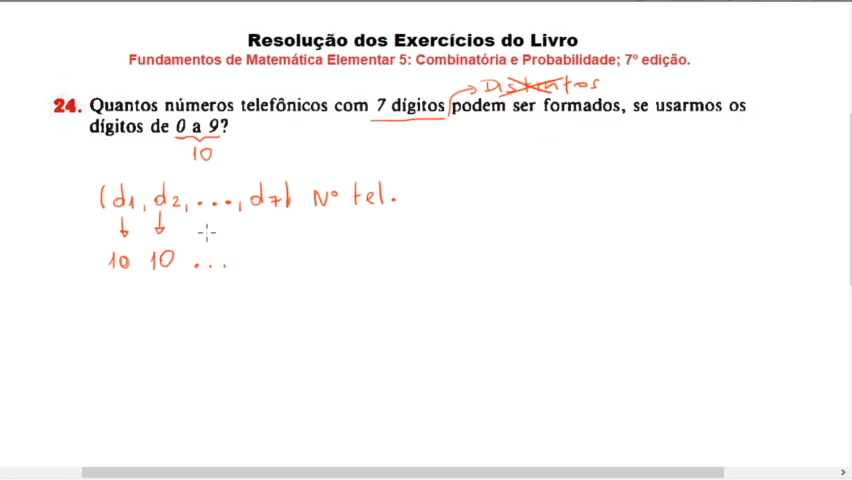 Resolução dos Exercícios do Livro
Fundamentos de Matemática Elementar 5: Combinatória e Probabilidade; 7º edição.
Distintos
24. Quantos números telefônicos com 7 dígitos podem ser formados, se usarmos os
dígitos de 0 a 9?
10
(d1, d2, ..., d7) Nº tel.
10 10 ...